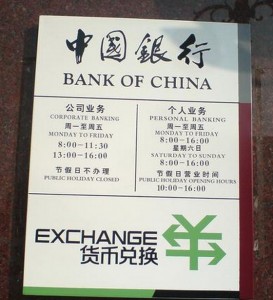 中國銀行
BANK OF CHINA
公司业务
CORPORATE BANKING
周一至周五
MONDAY TO FRIDAY
8:00－11:30
13:00－16:00
节假日不办理
PUBLIC HOLIDAY CLOSED
个人业务
PERSONAL BANKING
周一至周五
MONDAY TO FRIDAY
8:00－16:00
星期六日
SATURDAY TO SUNDAY
8:00－16:00
节假日营业时间
PUBLIC HOLIDAY OPENING HOURS
10:00－16:00
EXCHANGE
货币兑换